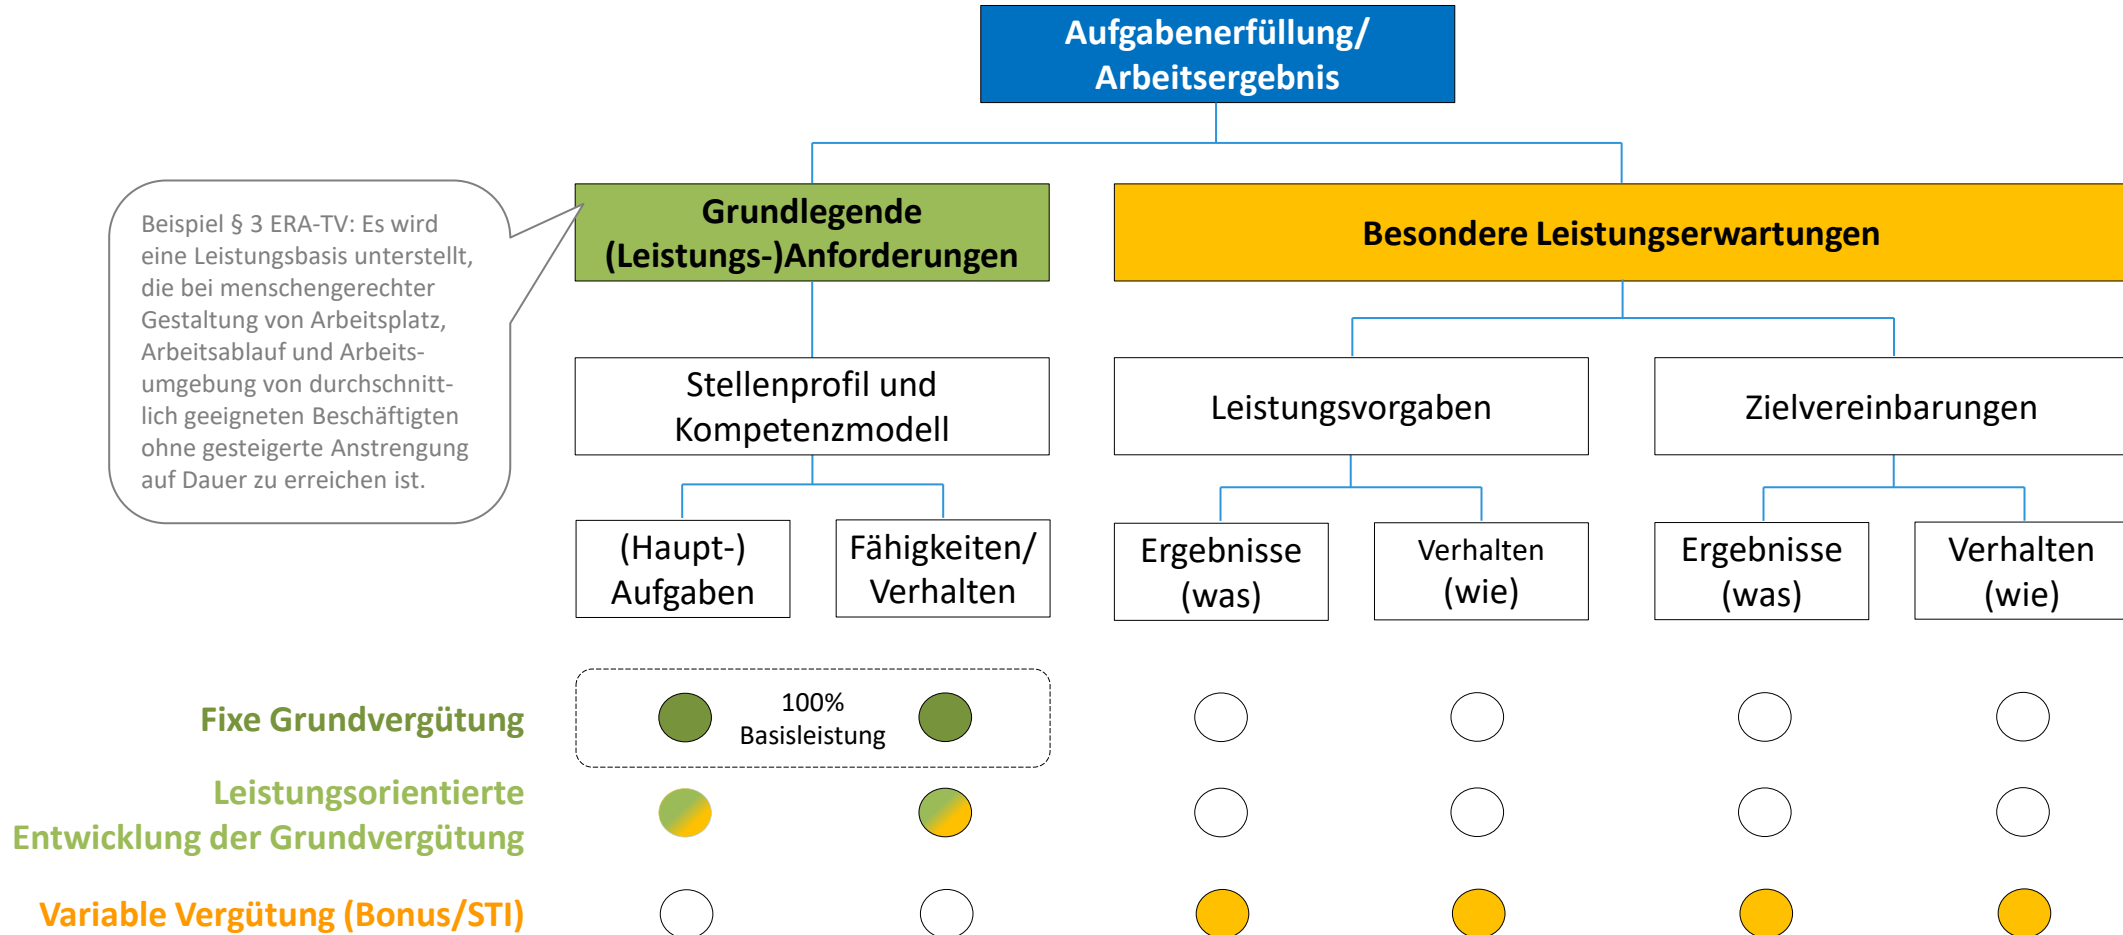 Aufgabenerfüllung/
Arbeitsergebnis
Beispiel § 3 ERA-TV: Es wird
eine Leistungsbasis unterstellt,
die bei menschengerechter
Gestaltung von Arbeitsplatz,
Arbeitsablauf und Arbeits-
umgebung von durchschnitt-
lich geeigneten Beschäftigten
ohne gesteigerte Anstrengung
auf Dauer zu erreichen ist.
Grundlegende
(Leistungs-)Anforderungen
Besondere Leistungserwartungen
Stellenprofil und
Kompetenzmodell
Leistungsvorgaben
Zielvereinbarungen
(Haupt-)
Aufgaben
Fähigkeiten/
Verhalten
Ergebnisse
(was)
Verhalten
(wie)
Ergebnisse
(was)
Verhalten
(wie)
Fixe Grundvergütung
100%
Basisleistung
Leistungsorientierte
Entwicklung der Grundvergütung
Variable Vergütung (Bonus/STI)